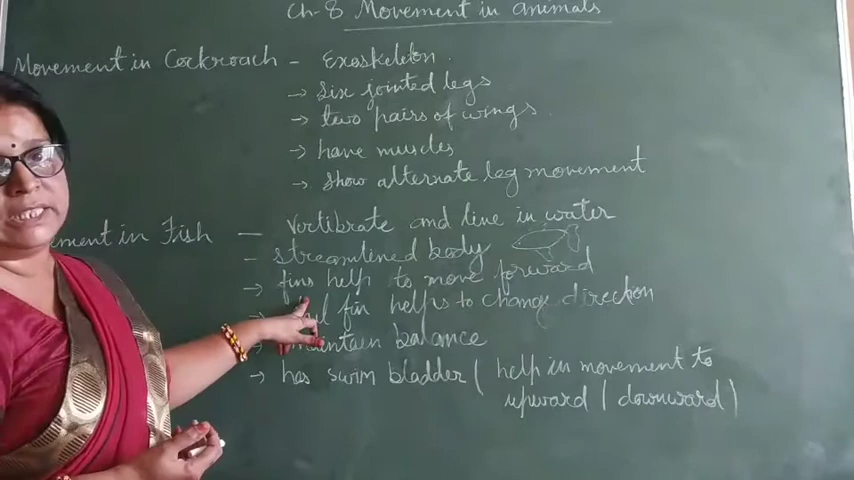 Ch-8 Movement in animals
Movement in Cockroach - Exoskeleton.
→ Six jointed legs
→ two pairs of wings.
→ have muscles
→ show alternate leg movement
ement in Fish — Vertibrate and live in water
- streamlined body
→ fins help to move forward
fin helps to change direction
maintain balance
→ has swim bladder ( help in movement to
upward / downward )